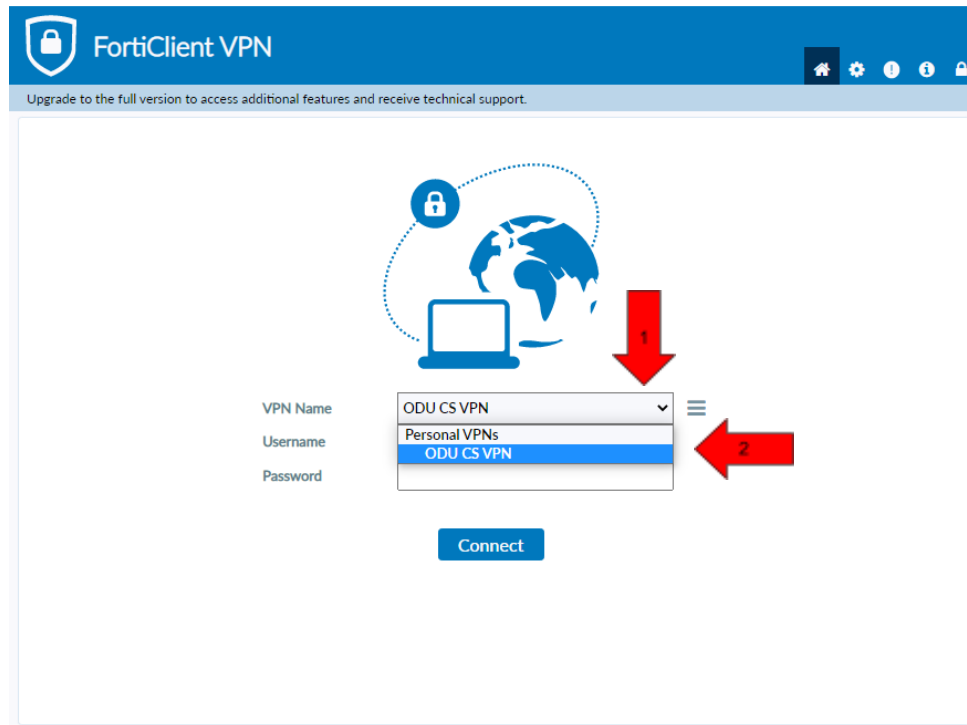 FortiClient VPN
Upgrade to the full version to access additional features and receive technical support.
1
VPN Name ODU CS VPN
Username Personal VPNs
ODU CS VPN
2
Password
Connect